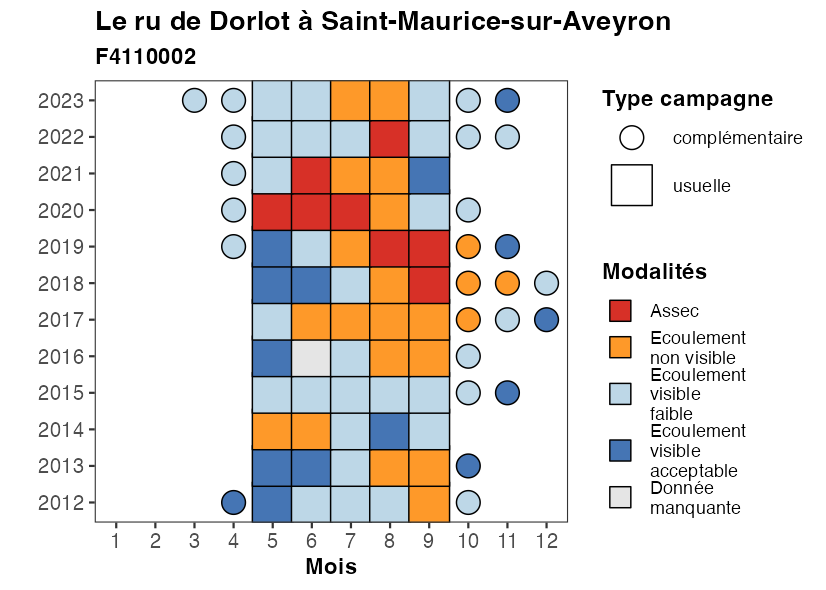 Le ru de Dorlot à Saint-Maurice-sur-Aveyron
F4110002
2023
2022
2021
2020
2019
2018
2017
2016
2015
2014
2013
2012
1 2 3 4 5 6 7 8 9 10 11 12
Mois
Type campagne
complémentaire
usuelle
Modalités
Assec
Ecoulement
non visible
Ecoulement
visible
faible
Ecoulement
visible
acceptable
Donnée
manquante